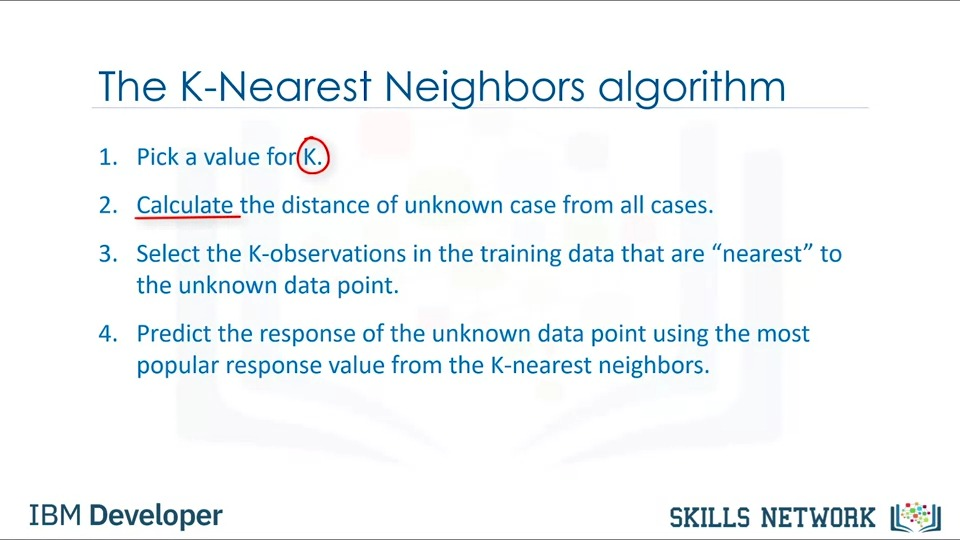 The K-Nearest Neighbors algorithm
1. Pick a value for K.
2. Calculate the distance of unknown case from all cases.
3. Select the K-observations in the training data that are “nearest” to
the unknown data point.
4. Predict the response of the unknown data point using the most
popular response value from the K-nearest neighbors.
IBM Developer
SKILLS NETWORK